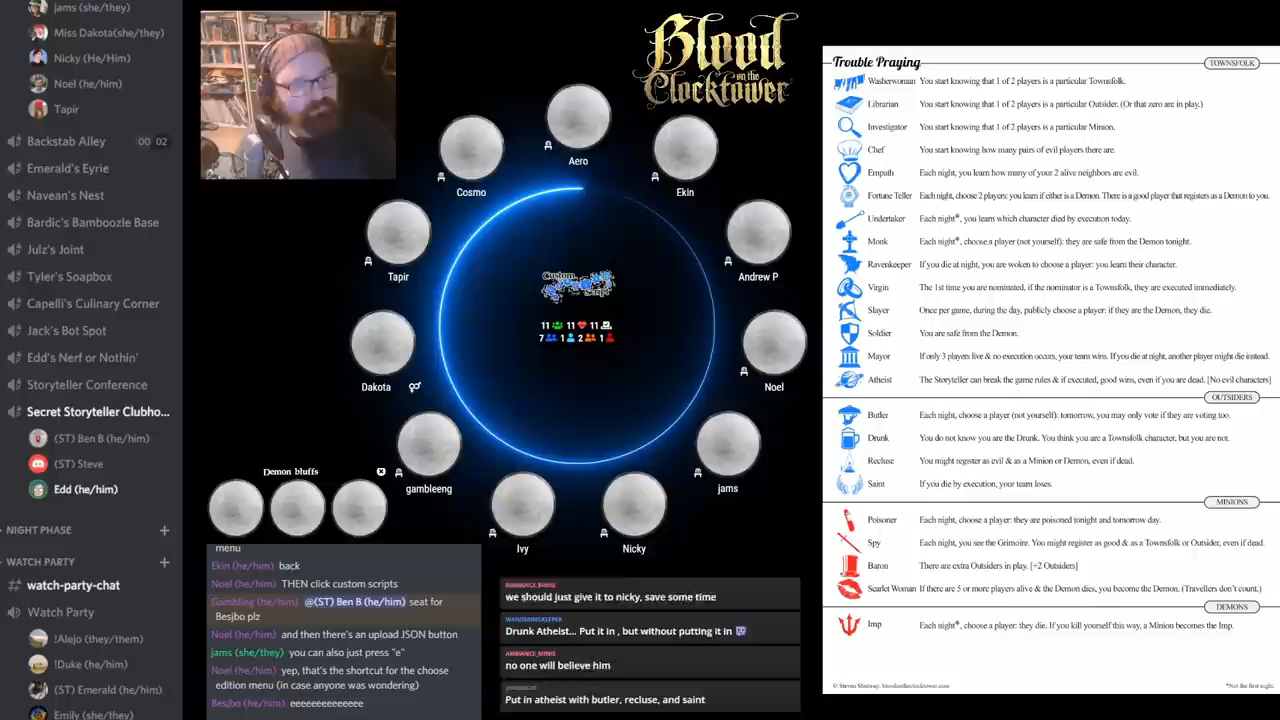 jams (she/they)
Miss Dakota(she/they)
Nicky (He/Him)
Noel (he/him)
Tapir
Backstab Alley 00 02
Emerald's Eyrie
Navean's Nest
Bardic's Bamboozle Base
Julz's Joint
Tyler's Soapbox
Capelli's Culinary Corner
Jack's Bot Spot
Edd's Nerf or Nothin'
Storyteller Conference
Secret Storyteller Clubho...
(ST) Ben B (he/him)
(ST) Steve
Edd (he/him)
NIGHT PHASE +
WATCH PARTY +
watch-party-chat
Watch Party
!Alejo (they/them)
!Duke (he/him)
(ST) Emerald (he/him)
Emily (she/they)
Blood
on the
Clocktower
Aero
Cosmo
Ekin
Tapir
Andrew P
Custom
Script
11 11 11
7 1 2 1
Dakota
Noel
gambleeng
jams
Ivy
Nicky
Demon bluffs
menu
Ekin (he/him) back
Noel (he/him) THEN click custom scripts
Gambling (he/him) @(ST) Ben B (he/him) seat for
Besjbo plz
Noel (he/him) and then there's an upload JSON button
jams (she/they) you can also just press "e"
Noel (he/him) yep, that's the shortcut for the choose
edition menu (in case anyone was wondering)
Besjbo (he/him) eeeeeeeeeeeee
we should just give it to nicky, save some time
Drunk Atheist... Put it in , but without putting it in
no one will believe him
Put in atheist with butler, recluse, and saint
Trouble Praying
TOWNSFOLK
Washerwoman You start knowing that 1 of 2 players is a particular Townsfolk.
Librarian You start knowing that 1 of 2 players is a particular Outsider. (Or that zero are in play.)
Investigator You start knowing that 1 of 2 players is a particular Minion.
Chef You start knowing how many pairs of evil players there are.
Empath Each night, you learn how many of your 2 alive neighbors are evil.
Fortune Teller Each night, choose 2 players: you learn if either is a Demon. There is a good player that registers as a Demon to you.
Undertaker Each night*, you learn which character died by execution today.
Monk Each night*, choose a player (not yourself): they are safe from the Demon tonight.
Ravenkeeper If you die at night, you are woken to choose a player: you learn their character.
Virgin The 1st time you are nominated, if the nominator is a Townsfolk, they are executed immediately.
Slayer Once per game, during the day, publicly choose a player: if they are the Demon, they die.
Soldier You are safe from the Demon.
Mayor If only 3 players live & no execution occurs, your team wins. If you die at night, another player might die instead.
Atheist The Storyteller can break the game rules & if executed, good wins, even if you are dead. [No evil characters]
OUTSIDERS
Butler Each night, choose a player (not yourself): tomorrow, you may only vote if they are voting too.
Drunk You do not know you are the Drunk. You think you are a Townsfolk character, but you are not.
Recluse You might register as evil & as a Minion or Demon, even if dead.
Saint If you die by execution, your team loses.
MINIONS
Poisoner Each night, choose a player: they are poisoned tonight and tomorrow day.
Spy Each night, you see the Grimoire. You might register as good & as a Townsfolk or Outsider, even if dead.
Baron There are extra Outsiders in play. [+2 Outsiders]
Scarlet Woman If there are 5 or more players alive & the Demon dies, you become the Demon. (Travellers don't count.)
DEMONS
Imp Each night*, choose a player: they die. If you kill yourself this way, a Minion becomes the Imp.
© Steven Medway, bloodontheclocktower.com
*Not the first night.